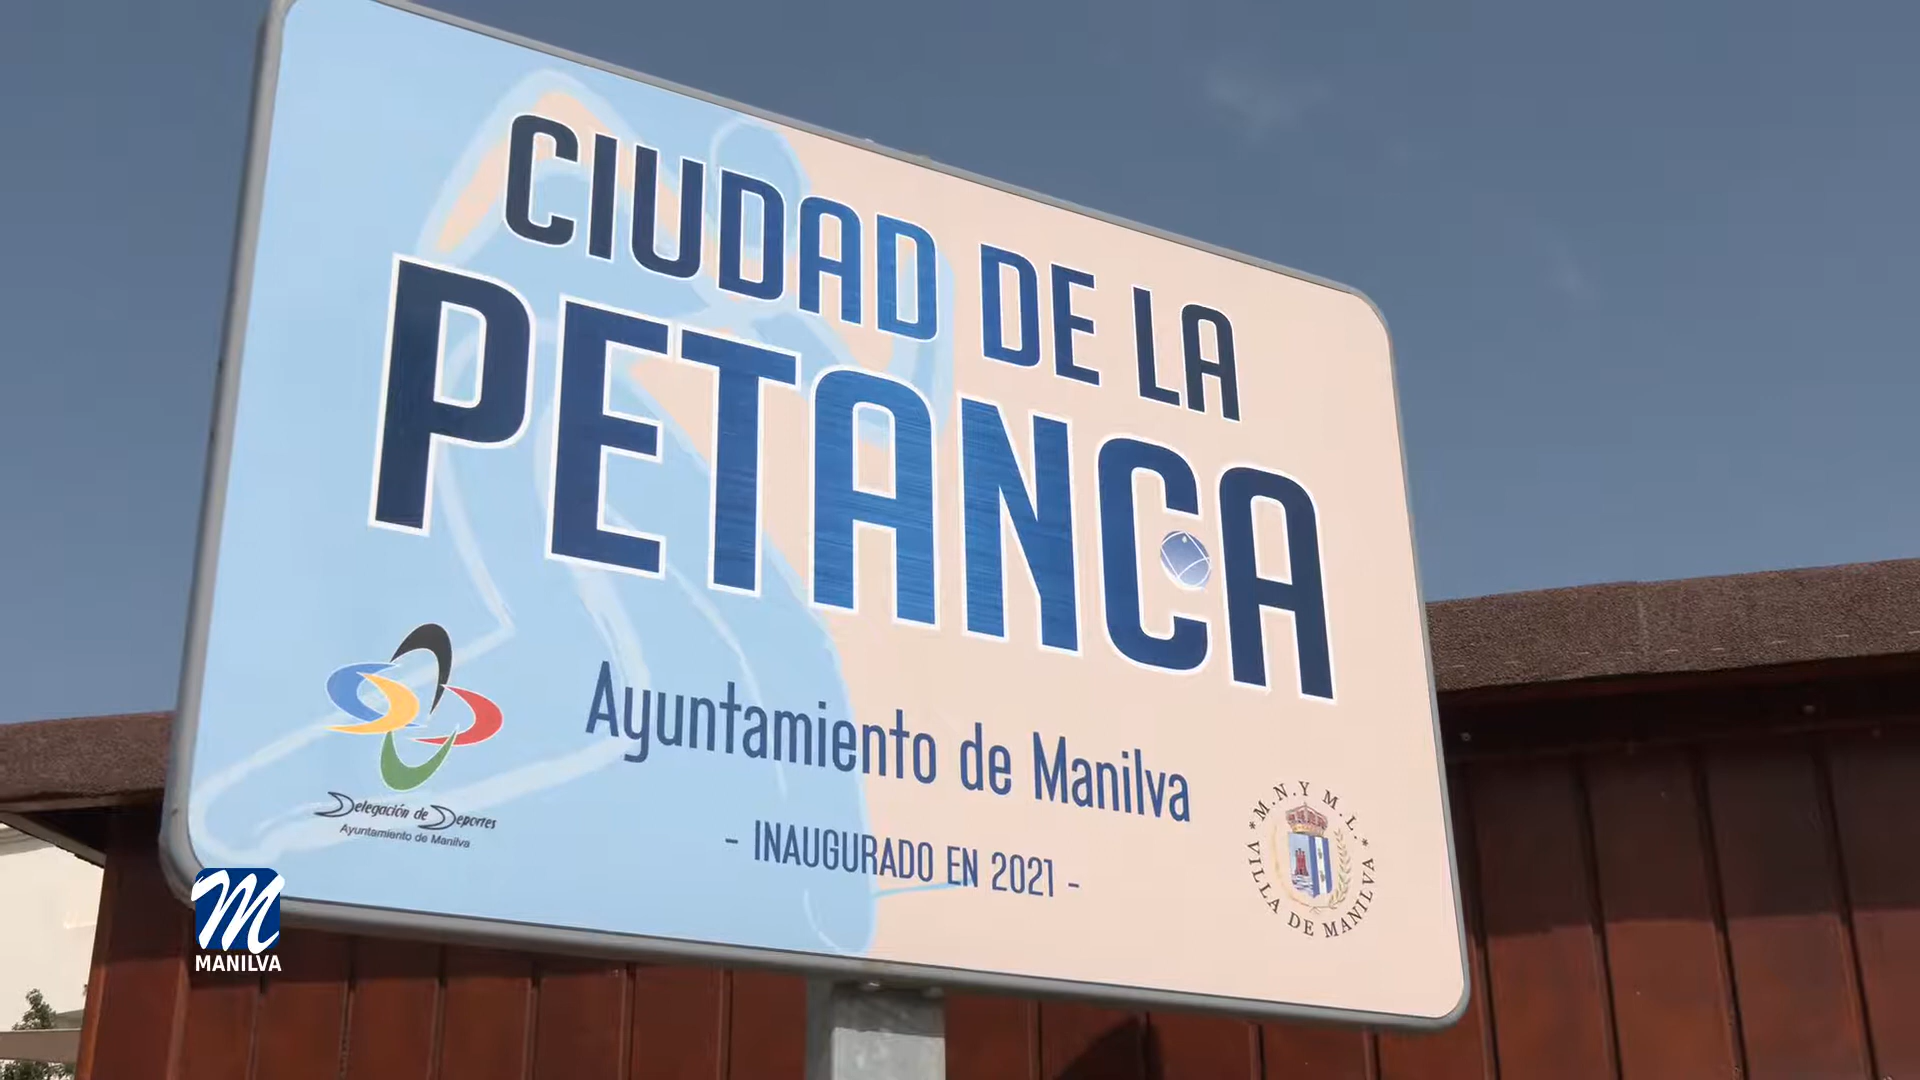 CIUDAD DE LA
PETANCA
Ayuntamiento de Manilva
- INAUGURADO EN 2021 -
Delegación de Deportes
Ayuntamiento de Manilva
* M.N.Y M.L. *
VILLA DE MANILVA
M
MANILVA